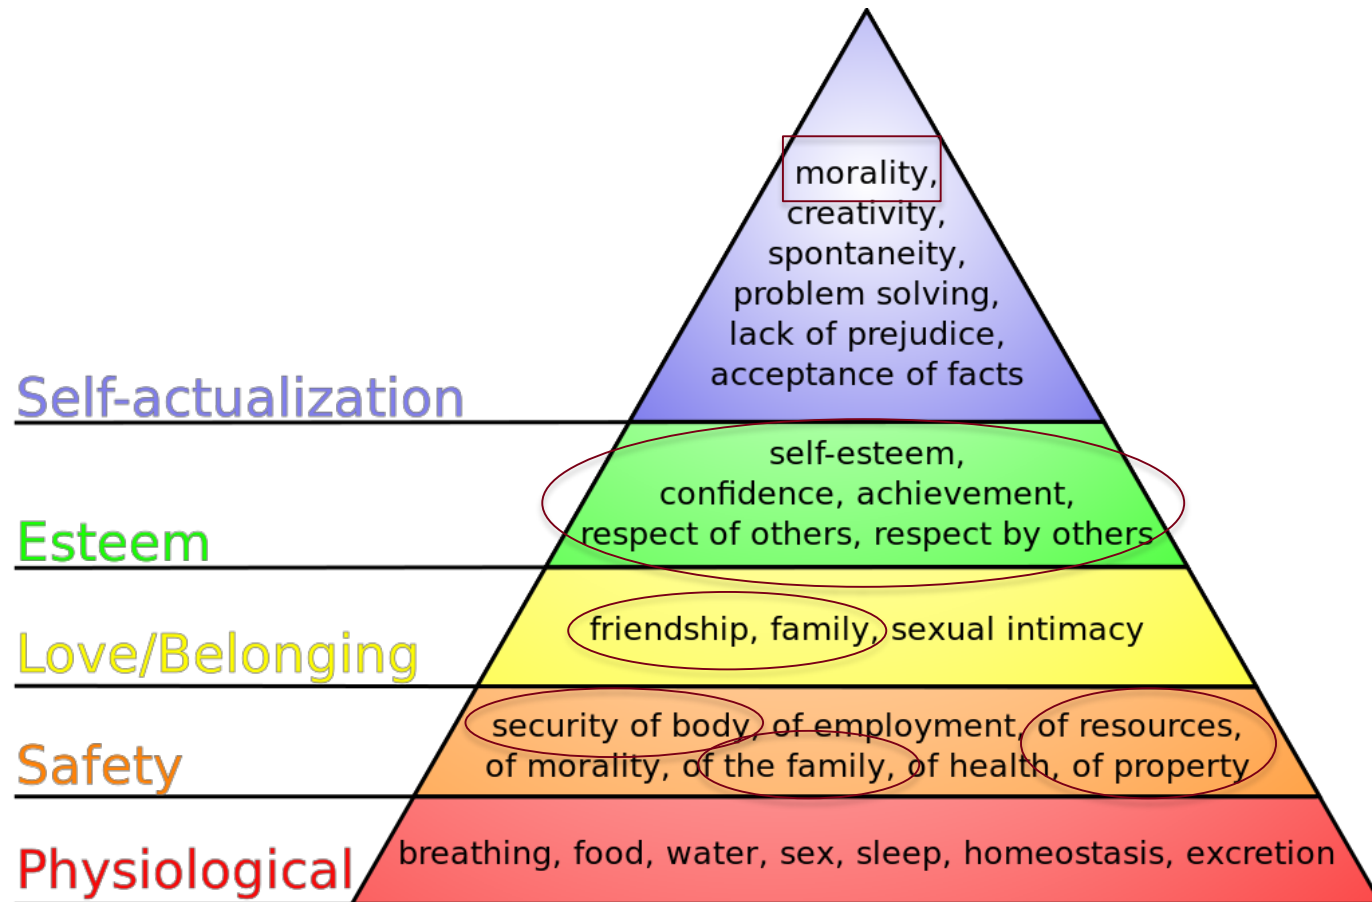 morality,
creativity,
spontaneity,
problem solving,
lack of prejudice,
acceptance of facts
Self-actualization
self-esteem,
confidence, achievement,
respect of others, respect by others
Esteem
friendship, family, sexual intimacy
Love/Belonging
security of body, of employment, of resources,
of morality, of the family, of health, of property
Safety
breathing, food, water, sex, sleep, homeostasis, excretion
Physiological